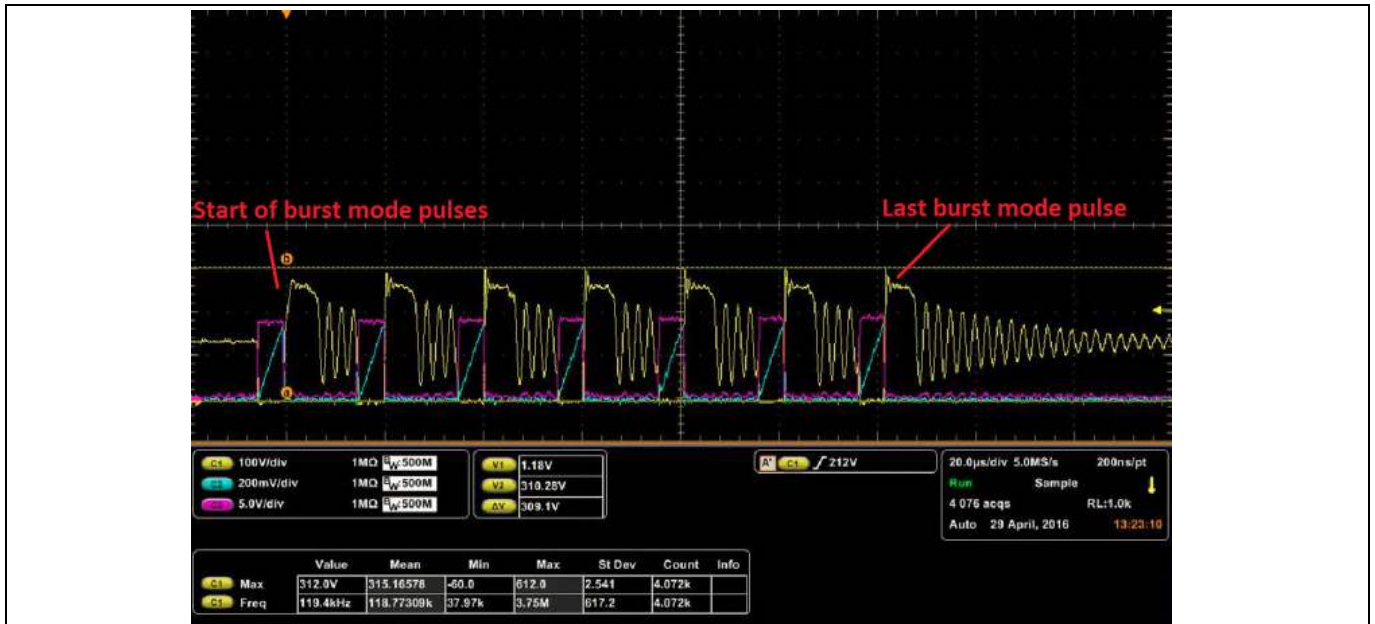 Start of burst mode pulses
Last burst mode pulse
b
a
C1 100V/div 1MΩ BW:500M
C2 200mV/div 1MΩ BW:500M
5.0V/div 1MΩ BW:500M
V1 1.18V
V2 310.28V
ΔV 309.1V
A' C1 212V
20.0µs/div 5.0MS/s 200ns/pt
Run Sample
4 076 acqs RL:1.0k
Auto 29 April, 2016 13:23:10
Value Mean Min Max St Dev Count Info
C1 Max 312.0V 315.16578 -60.0 612.0 2.541 4.072k
C1 Freq 119.4kHz 118.77309k 37.97k 3.75M 617.2 4.072k